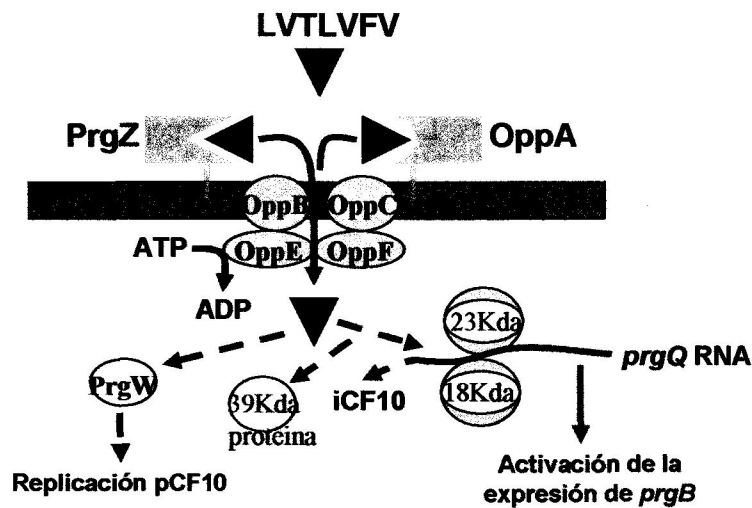 LVTLVFV
PrgZ
OppA
OppB
OppC
ATP
OppE
OppF
ADP
23Kda
prgQ RNA
PrgW
39Kda
proteina
iCF10
18Kda
Replicación pCF10
Activación de la
expresión de prgB